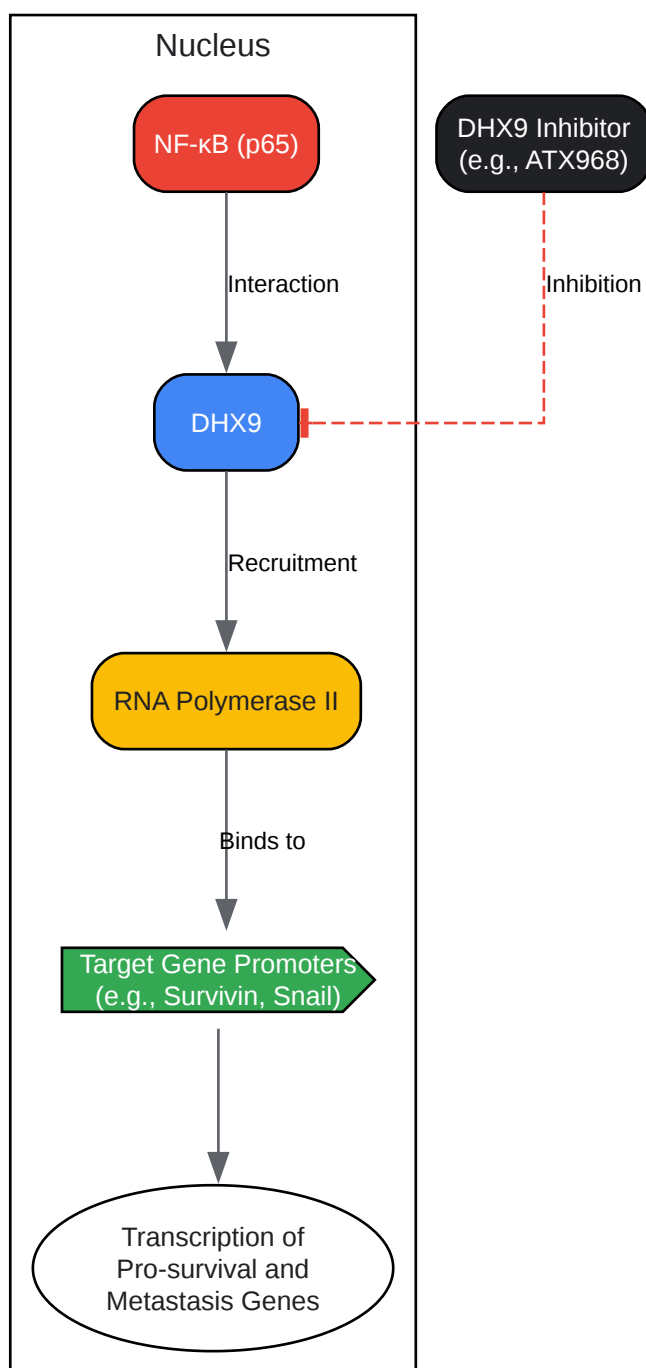 Nucleus
NF-κB (p65)
DHX9 Inhibitor
(e.g., ATX968)
Interaction
Inhibition
DHX9
Recruitment
RNA Polymerase II
Binds to
Target Gene Promoters
(e.g., Survivin, Snail)
Transcription of
Pro-survival and
Metastasis Genes